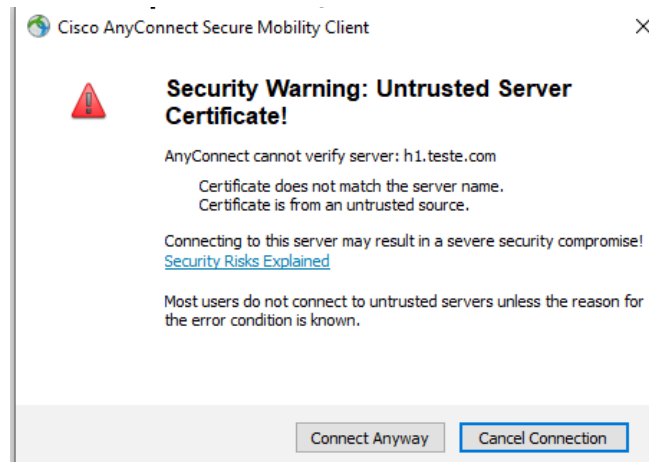 Cisco AnyConnect Secure Mobility Client
Security Warning: Untrusted Server
Certificate!
AnyConnect cannot verify server: h1.teste.com
Certificate does not match the server name.
Certificate is from an untrusted source.
Connecting to this server may result in a severe security compromise!
Security Risks Explained
Most users do not connect to untrusted servers unless the reason for
the error condition is known.
Connect Anyway
Cancel Connection